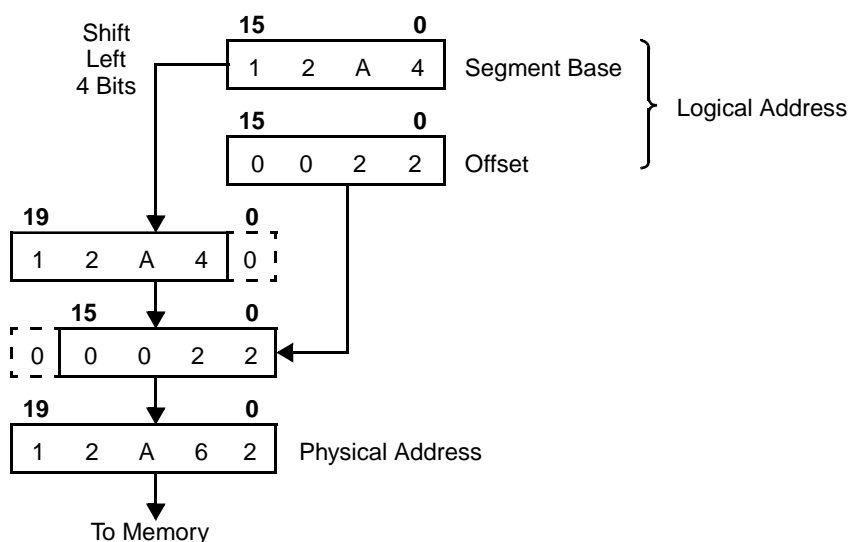 Shift
Left
4 Bits
15 0
1 2 A 4 Segment Base
Logical Address
15 0
0 0 2 2 Offset
19 0
1 2 A 4 0
15 0
0 0 0 2 2
19 0
1 2 A 6 2 Physical Address
To Memory